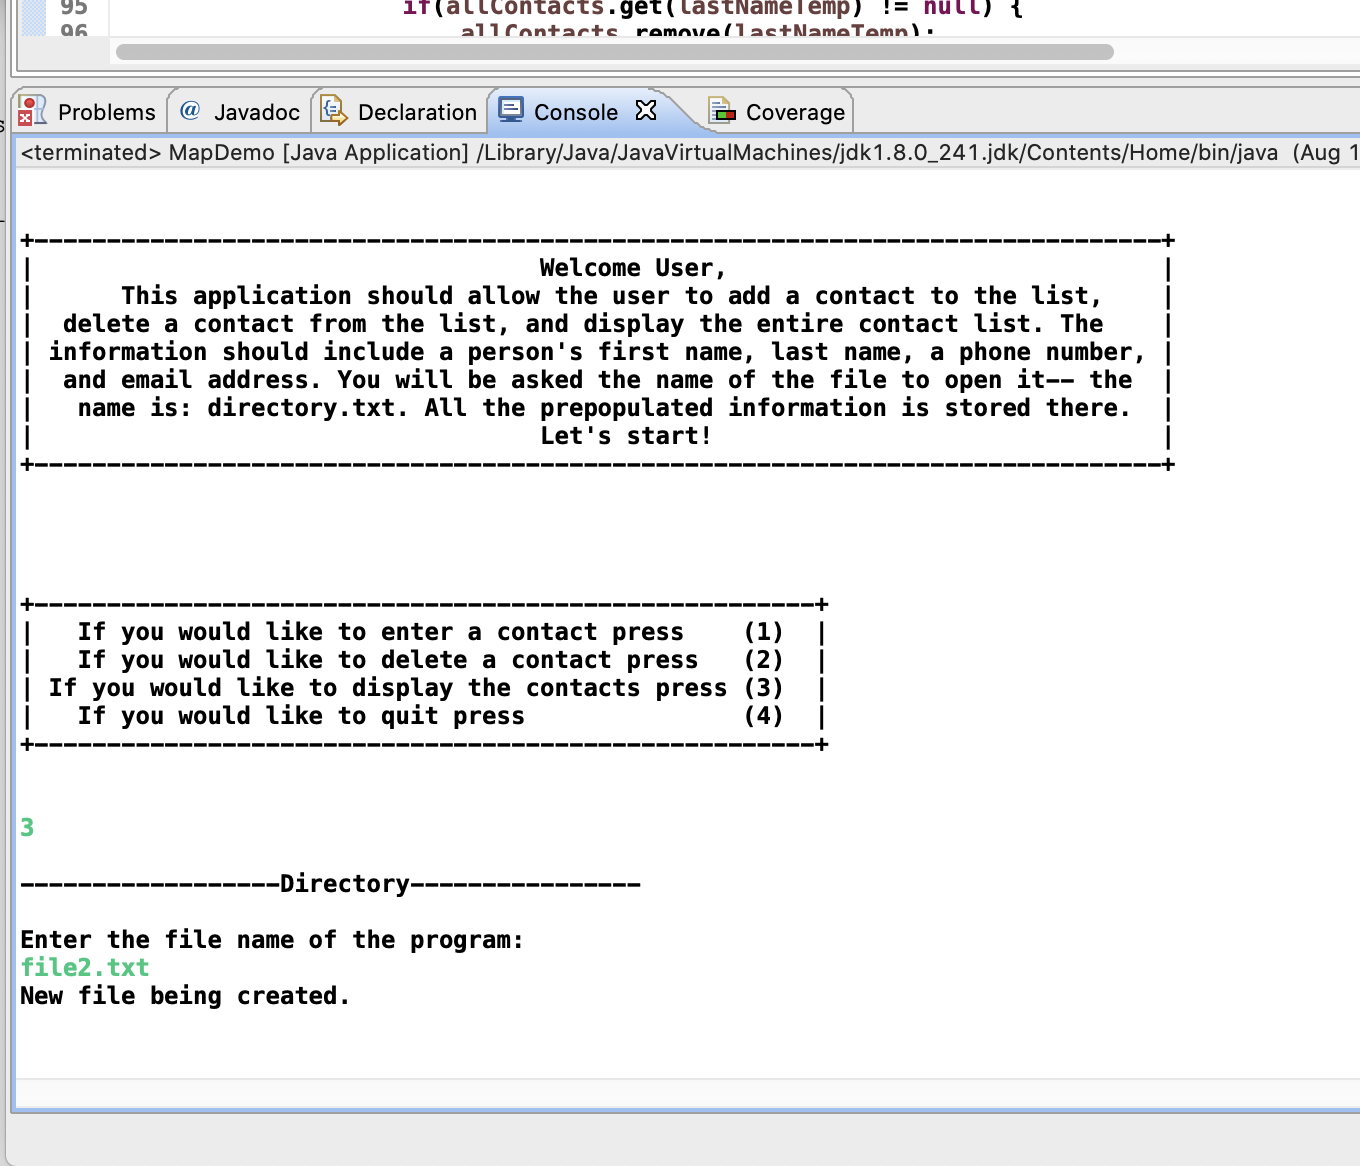 95 if(allContacts.get(lastNameTemp) != null) {
96 allContacts.remove(lastNameTemp);
Problems @ Javadoc Declaration Console Coverage
<terminated> MapDemo [Java Application] /Library/Java/JavaVirtualMachines/jdk1.8.0_241.jdk/Contents/Home/bin/java (Aug 1
+------------------------------------------------------------------------------+
| Welcome User, |
| This application should allow the user to add a contact to the list, |
| delete a contact from the list, and display the entire contact list. The |
| information should include a person's first name, last name, a phone number, |
| and email address. You will be asked the name of the file to open it-- the |
| name is: directory.txt. All the prepopulated information is stored there. |
| Let's start! |
+------------------------------------------------------------------------------+
+------------------------------------------------------+
| If you would like to enter a contact press (1) |
| If you would like to delete a contact press (2) |
| If you would like to display the contacts press (3) |
| If you would like to quit press (4) |
+------------------------------------------------------+
3
------------------Directory----------------
Enter the file name of the program:
file2.txt
New file being created.